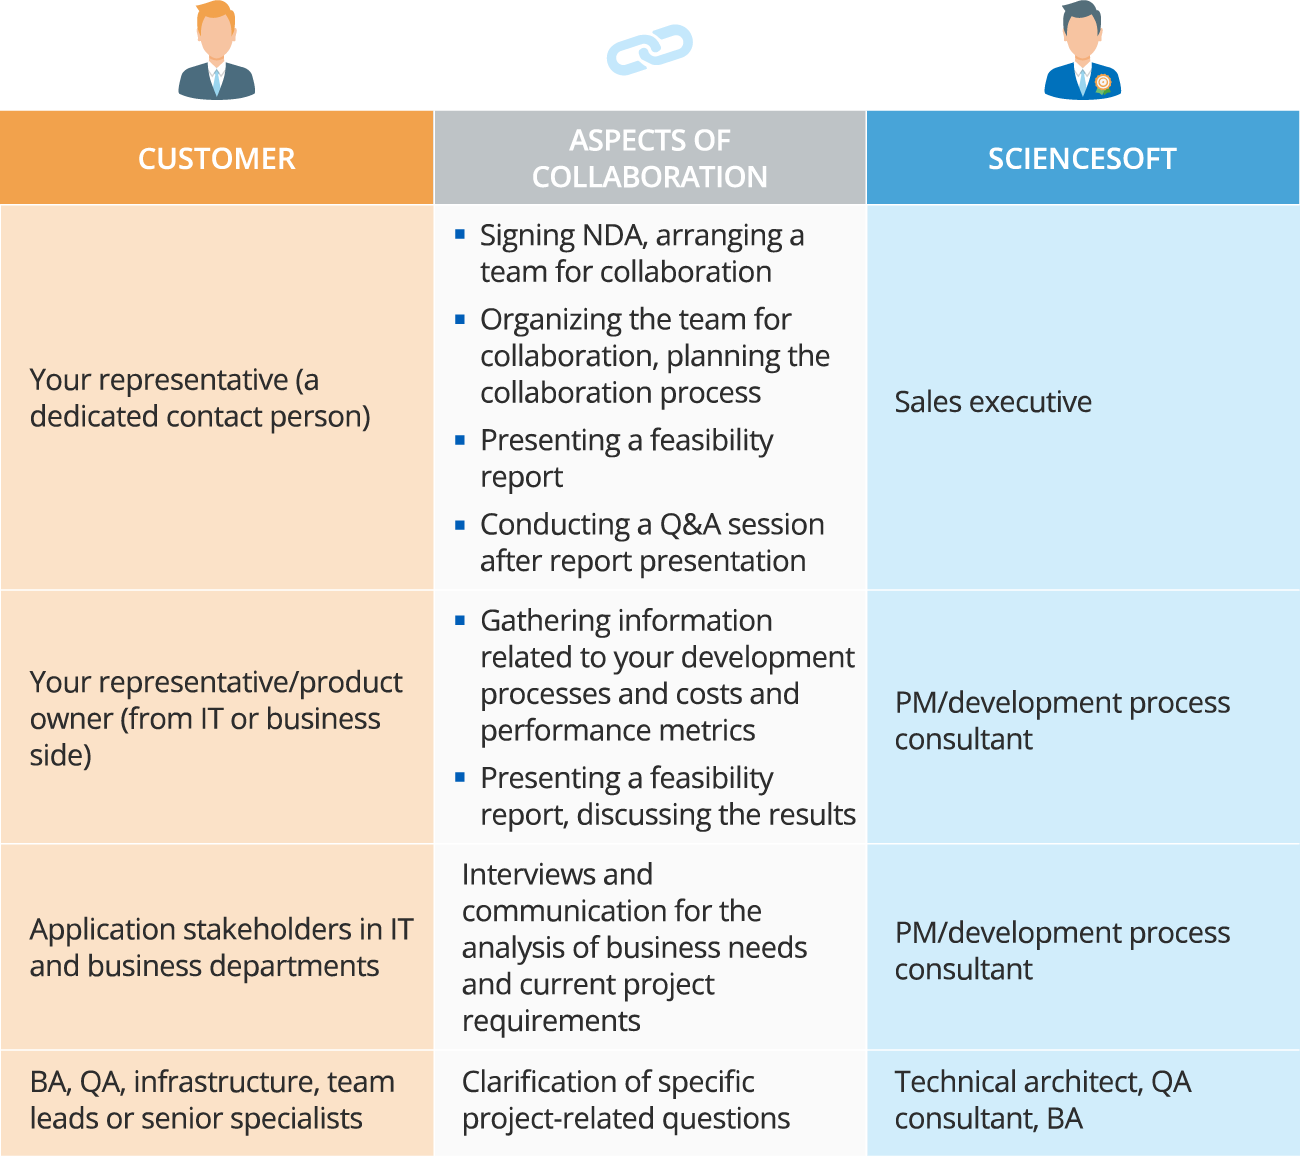 CUSTOMER
ASPECTS OF
COLLABORATION
SCIENCESOFT
Your representative (a
dedicated contact person)
Signing NDA, arranging a
team for collaboration
Organizing the team for
collaboration, planning the
collaboration process
Presenting a feasibility
report
Conducting a Q&A session
after report presentation
Sales executive
Your representative/product
owner (from IT or business
side)
Gathering information
related to your development
processes and costs and
performance metrics
Presenting a feasibility
report, discussing the results
PM/development process
consultant
Application stakeholders in IT
and business departments
Interviews and
communication for the
analysis of business needs
and current project
requirements
PM/development process
consultant
BA, QA, infrastructure, team
leads or senior specialists
Clarification of specific
project-related questions
Technical architect, QA
consultant, BA